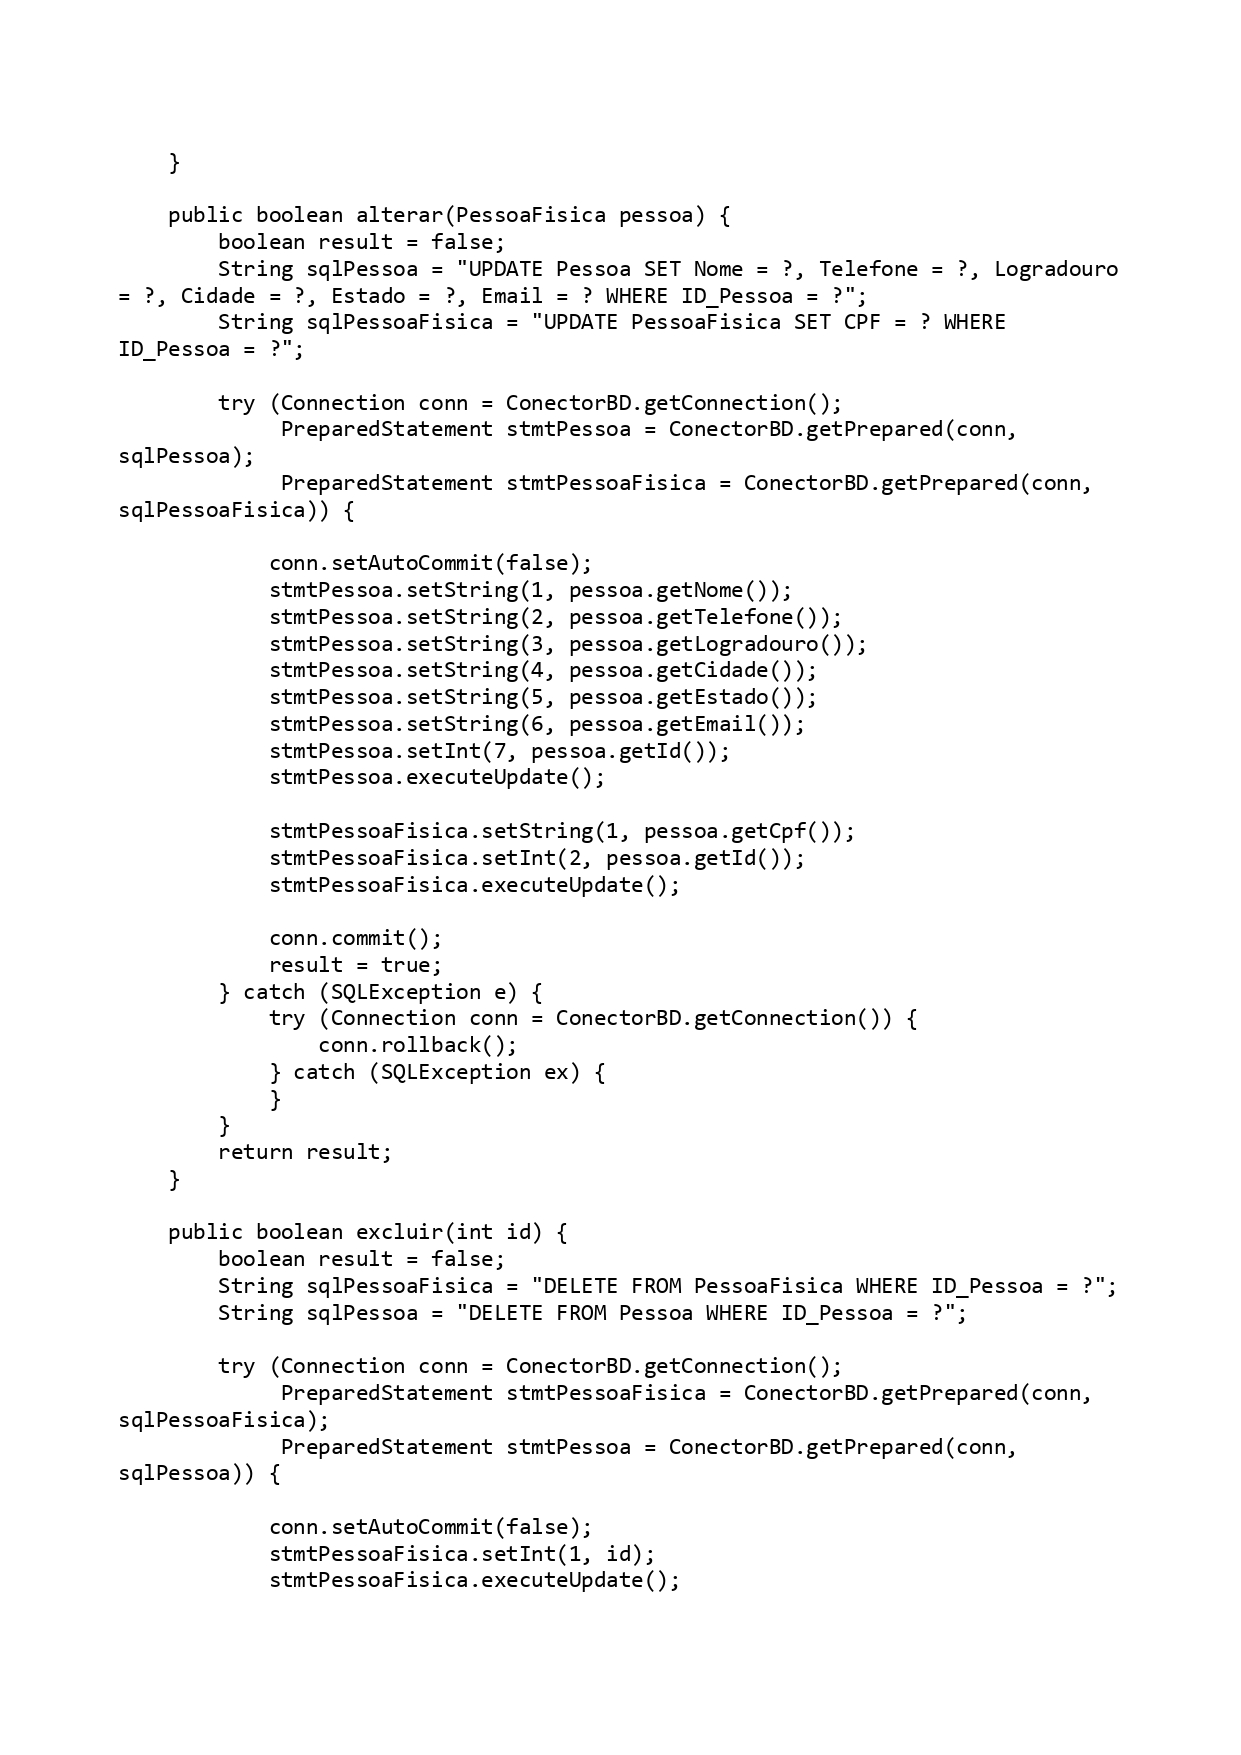 }

    public boolean alterar(PessoaFisica pessoa) {
        boolean result = false;
        String sqlPessoa = "UPDATE Pessoa SET Nome = ?, Telefone = ?, Logradouro
= ?, Cidade = ?, Estado = ?, Email = ? WHERE ID_Pessoa = ?";
        String sqlPessoaFisica = "UPDATE PessoaFisica SET CPF = ? WHERE
ID_Pessoa = ?";

        try (Connection conn = ConectorBD.getConnection();
             PreparedStatement stmtPessoa = ConectorBD.getPrepared(conn,
sqlPessoa);
             PreparedStatement stmtPessoaFisica = ConectorBD.getPrepared(conn,
sqlPessoaFisica)) {

            conn.setAutoCommit(false);
            stmtPessoa.setString(1, pessoa.getNome());
            stmtPessoa.setString(2, pessoa.getTelefone());
            stmtPessoa.setString(3, pessoa.getLogradouro());
            stmtPessoa.setString(4, pessoa.getCidade());
            stmtPessoa.setString(5, pessoa.getEstado());
            stmtPessoa.setString(6, pessoa.getEmail());
            stmtPessoa.setInt(7, pessoa.getId());
            stmtPessoa.executeUpdate();

            stmtPessoaFisica.setString(1, pessoa.getCpf());
            stmtPessoaFisica.setInt(2, pessoa.getId());
            stmtPessoaFisica.executeUpdate();

            conn.commit();
            result = true;
        } catch (SQLException e) {
            try (Connection conn = ConectorBD.getConnection()) {
                conn.rollback();
            } catch (SQLException ex) {
            }
        }
        return result;
    }

    public boolean excluir(int id) {
        boolean result = false;
        String sqlPessoaFisica = "DELETE FROM PessoaFisica WHERE ID_Pessoa = ?";
        String sqlPessoa = "DELETE FROM Pessoa WHERE ID_Pessoa = ?";

        try (Connection conn = ConectorBD.getConnection();
             PreparedStatement stmtPessoaFisica = ConectorBD.getPrepared(conn,
sqlPessoaFisica);
             PreparedStatement stmtPessoa = ConectorBD.getPrepared(conn,
sqlPessoa)) {

            conn.setAutoCommit(false);
            stmtPessoaFisica.setInt(1, id);
            stmtPessoaFisica.executeUpdate();